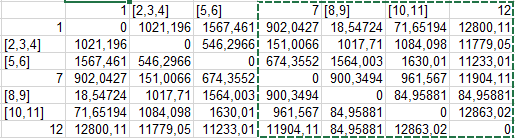 1 [2,3,4] [5,6] 7 [8,9] [10,11] 12
1 0 1021,196 1567,461 902,0427 18,54724 71,65194 12800,11
[2,3,4] 1021,196 0 546,2966 151,0066 1017,71 1084,098 11779,05
[5,6] 1567,461 546,2966 0 674,3552 1564,003 1630,01 11233,01
7 902,0427 151,0066 674,3552 0 900,3494 961,567 11904,11
[8,9] 18,54724 1017,71 1564,003 900,3494 0 84,95881 84,95881
[10,11] 71,65194 1084,098 1630,01 961,567 84,95881 0 12863,02
12 12800,11 11779,05 11233,01 11904,11 84,95881 12863,02 0